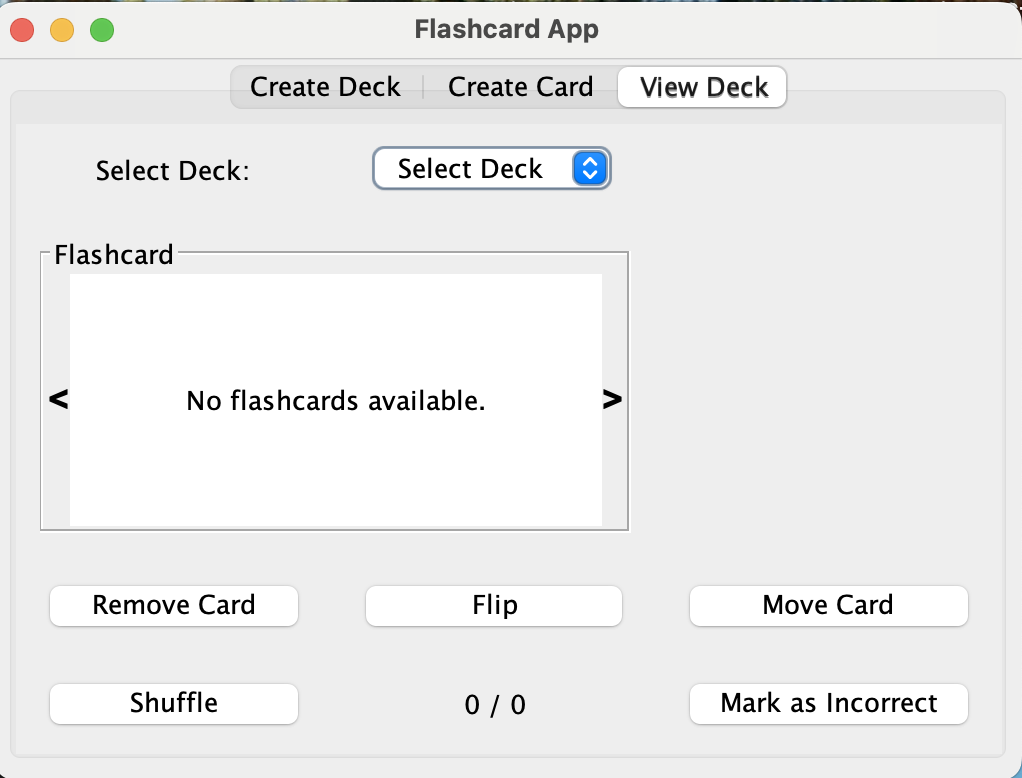 Flashcard App
Create Deck Create Card View Deck
Select Deck: Select Deck
Flashcard
< No flashcards available. >
Remove Card Flip Move Card
Shuffle 0 / 0 Mark as Incorrect